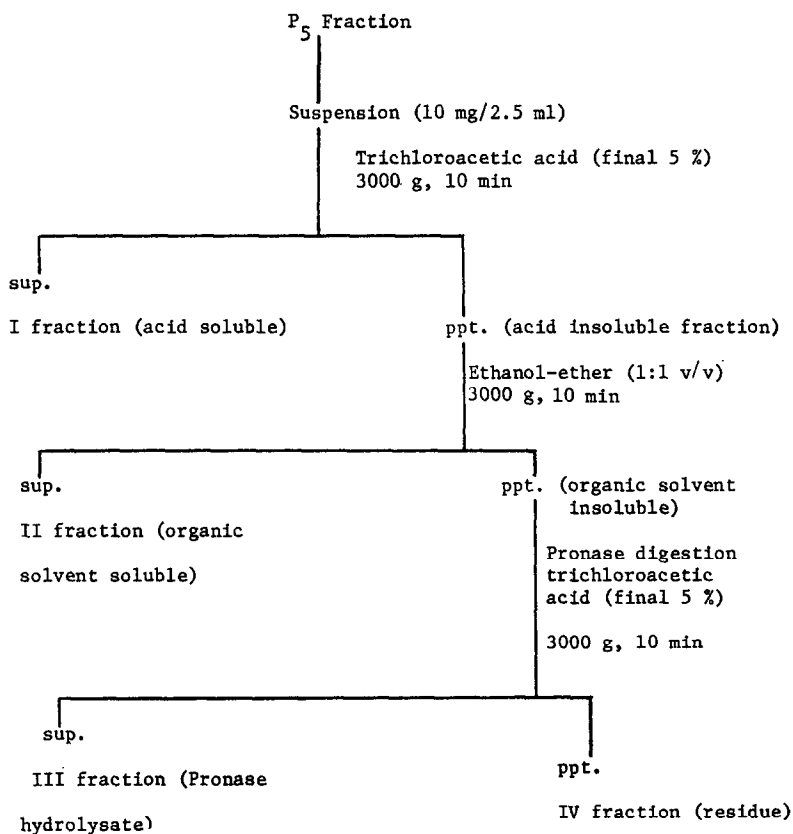 P5 Fraction
Suspension (10 mg/2.5 ml)
Trichloroacetic acid (final 5 %)
3000 g, 10 min
sup.
I fraction (acid soluble)
ppt. (acid insoluble fraction)
Ethanol-ether (1:1 v/v)
3000 g, 10 min
sup.
II fraction (organic
solvent soluble)
ppt. (organic solvent
insoluble)
Pronase digestion
trichloroacetic
acid (final 5 %)
3000 g, 10 min
sup.
III fraction (Pronase
hydrolysate)
ppt.
IV fraction (residue)